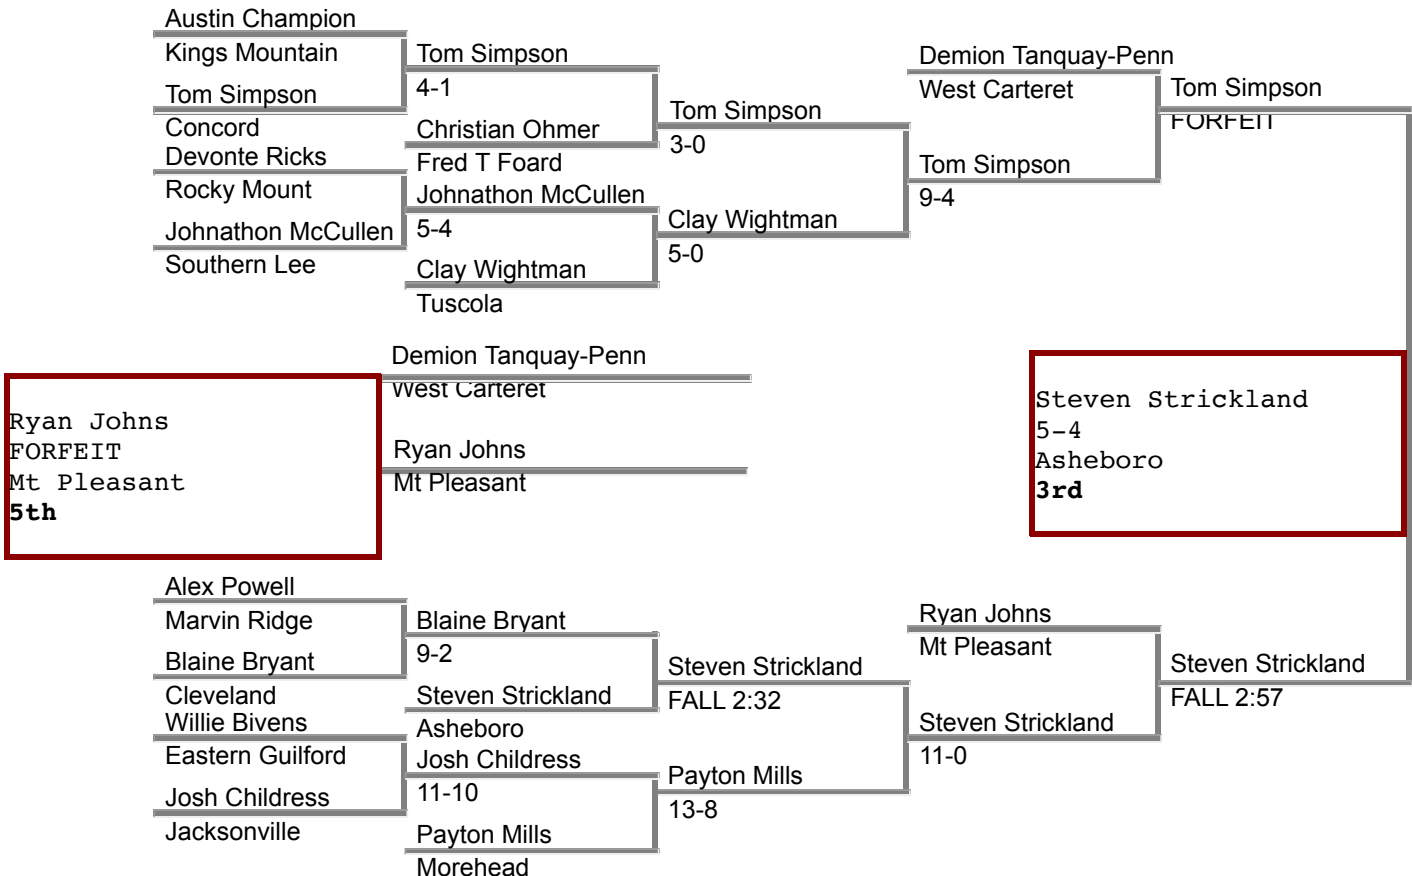 Austin Champion
Kings Mountain
Tom Simpson
Concord
Devonte Ricks
Rocky Mount
Johnathon McCullen
Southern Lee
Tom Simpson
4-1
Christian Ohmer
Fred T Foard
Johnathon McCullen
5-4
Clay Wightman
Tuscola
Tom Simpson
3-0
Clay Wightman
5-0
Demion Tanquay-Penn
West Carteret
Tom Simpson
9-4
Tom Simpson
FORFEIT
Demion Tanquay-Penn
West Carteret
Ryan Johns
Mt Pleasant
Ryan Johns
FORFEIT
Mt Pleasant
5th
Steven Strickland
5-4
Asheboro
3rd
Alex Powell
Marvin Ridge
Blaine Bryant
Cleveland
Willie Bivens
Eastern Guilford
Josh Childress
Jacksonville
Blaine Bryant
9-2
Steven Strickland
Asheboro
Josh Childress
11-10
Payton Mills
Morehead
Steven Strickland
FALL 2:32
Payton Mills
13-8
Ryan Johns
Mt Pleasant
Steven Strickland
11-0
Steven Strickland
FALL 2:57